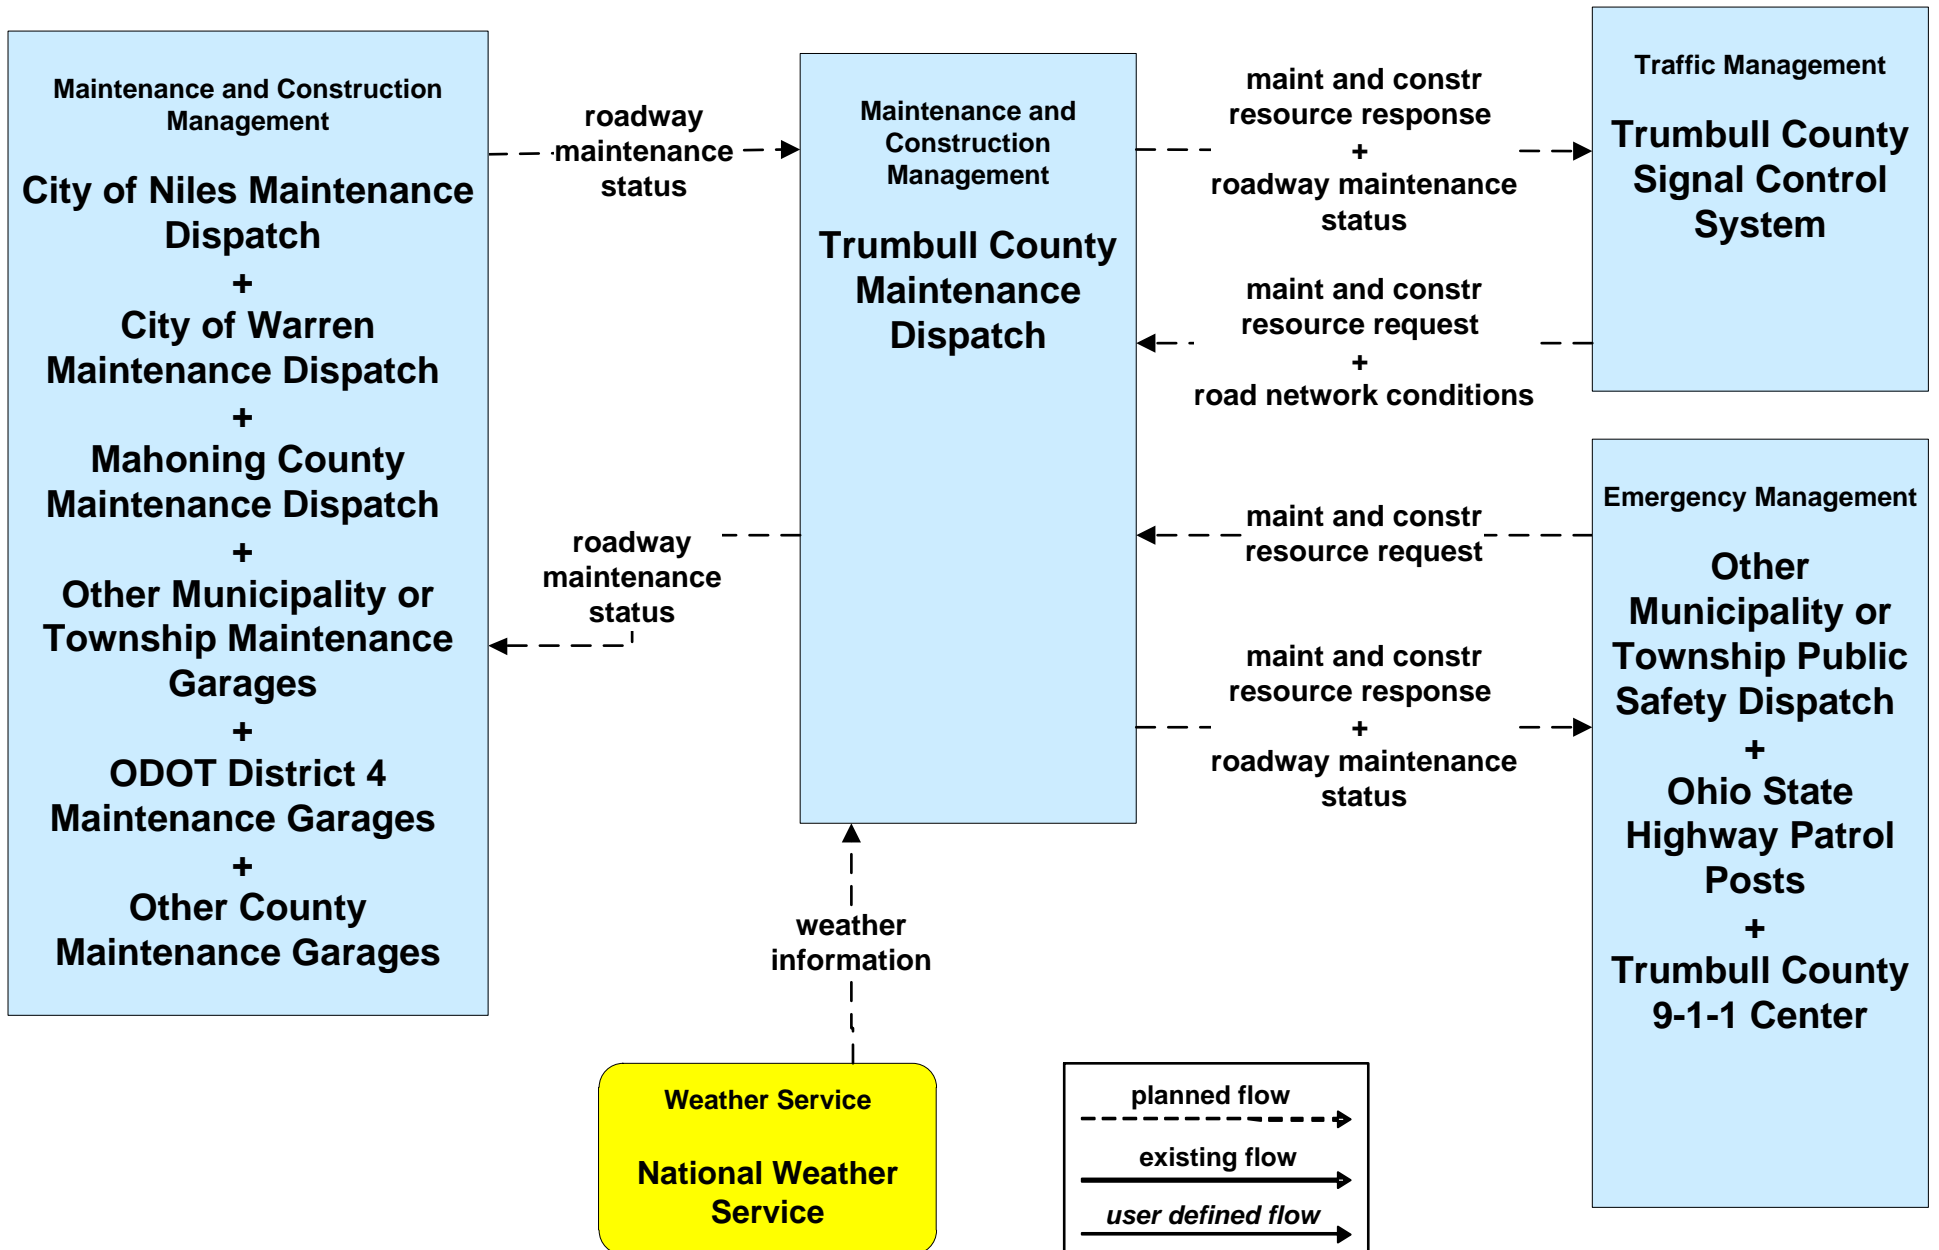 Maintenance and Construction
Management
City of Niles Maintenance
Dispatch
+
City of Warren
Maintenance Dispatch
+
Mahoning County
Maintenance Dispatch
+
Other Municipality or
Township Maintenance
Garages
+
ODOT District 4
Maintenance Garages
+
Other County
Maintenance Garages
roadway
maintenance
status
roadway
maintenance
status
Maintenance and
Construction
Management
Trumbull County
Maintenance
Dispatch
weather
information
Weather Service
National Weather
Service
maint and constr
resource response
+
roadway maintenance
status
maint and constr
resource request
+
road network conditions
maint and constr
resource request
maint and constr
resource response
+
roadway maintenance
status
Traffic Management
Trumbull County
Signal Control
System
Emergency Management
Other
Municipality or
Township Public
Safety Dispatch
+
Ohio State
Highway Patrol
Posts
+
Trumbull County
9-1-1 Center
planned flow
existing flow
user defined flow